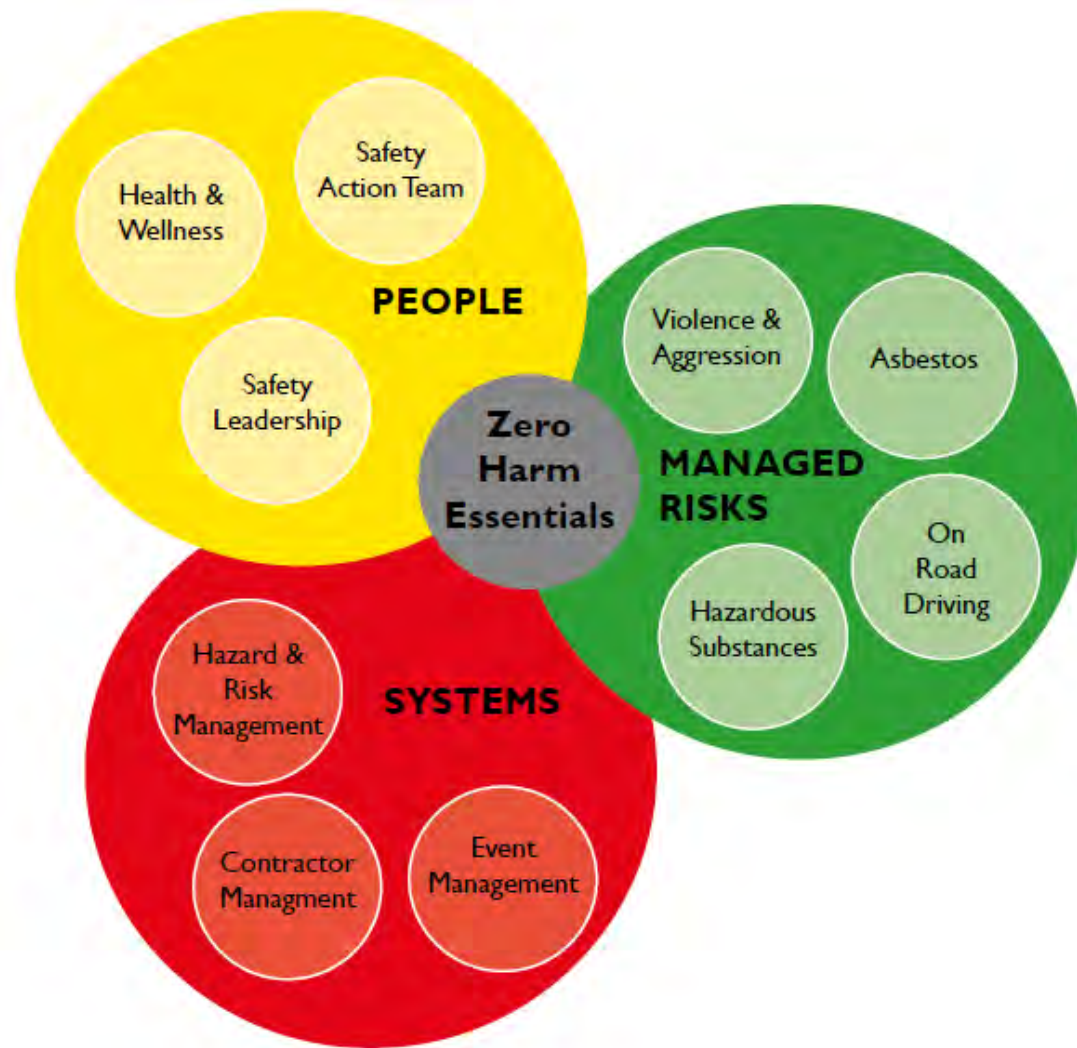 Safety
Action Team
Health &
Wellness
PEOPLE
Safety
Leadership
Zero
Harm
Essentials
Violence &
Aggression
Asbestos
MANAGED
RISKS
On
Road
Driving
Hazardous
Substances
SYSTEMS
Hazard &
Risk
Management
Contractor
Managment
Event
Management